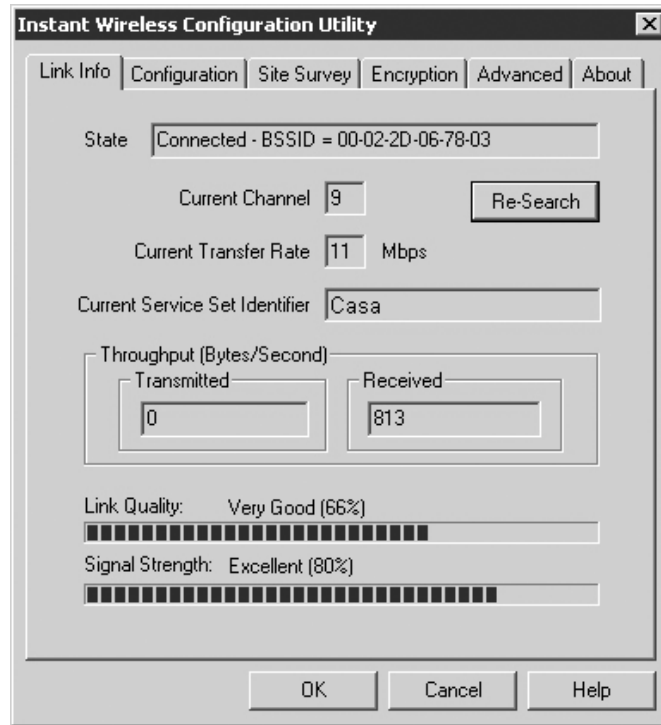 Instant Wireless Configuration Utility
Link Info Configuration Site Survey Encryption Advanced About
State Connected - BSSID = 00-02-2D-06-78-03
Current Channel 9 Re-Search
Current Transfer Rate 11 Mbps
Current Service Set Identifier Casa
Throughput (Bytes/Second)
Transmitted Received
0 813
Link Quality: Very Good (66%)
Signal Strength: Excellent (80%)
OK Cancel Help